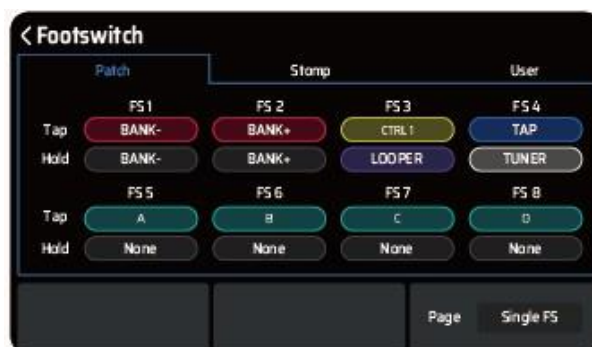 < Footswitch
Patch Stomp User
FS 1 FS 2 FS 3 FS 4
Tap BANK- BANK+ CTRL 1 TAP
Hold BANK- BANK+ LOOPER TUNER
FS 5 FS 6 FS 7 FS 8
Tap A B C D
Hold None None None None
Page Single FS